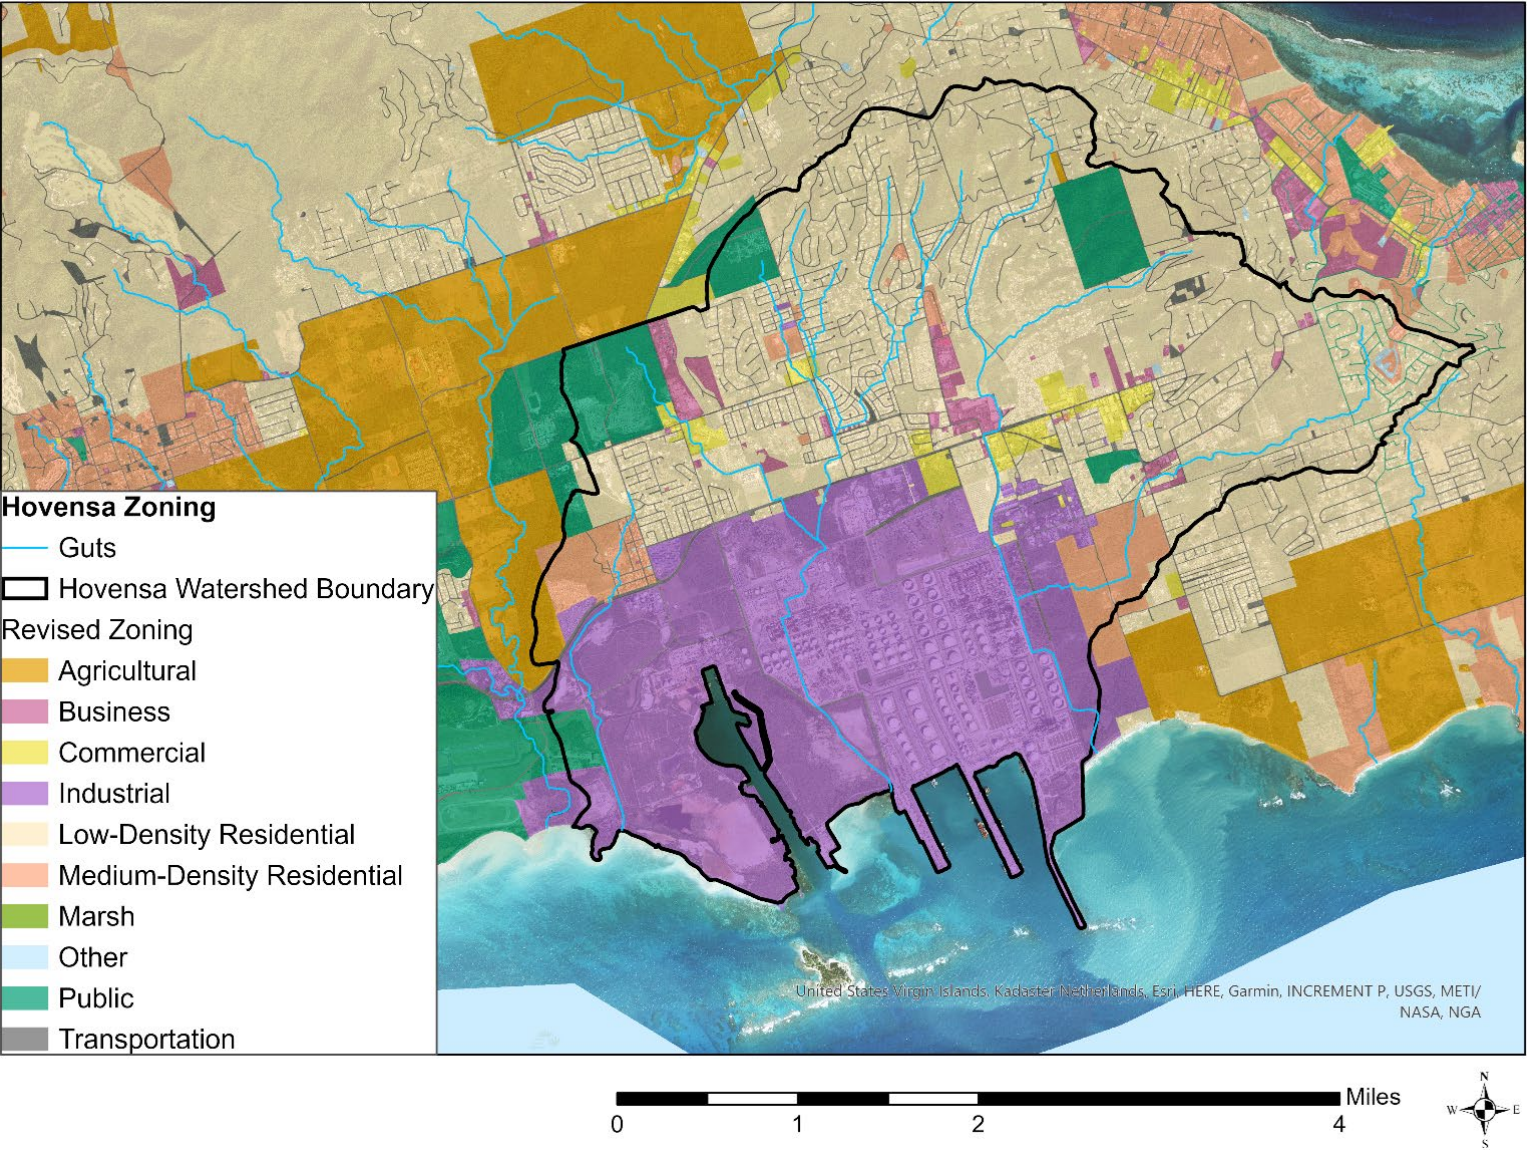 Hovensa Zoning
Guts
Hovensa Watershed Boundary
Revised Zoning
Agricultural
Business
Commercial
Industrial
Low-Density Residential
Medium-Density Residential
Marsh
Other
Public
Transportation
United States Virgin Islands, Kadaster Netherlands, Esri, HERE, Garmin, INCREMENT P, USGS, METI/
NASA, NGA
Miles
0 1 2 4
N
W E
S